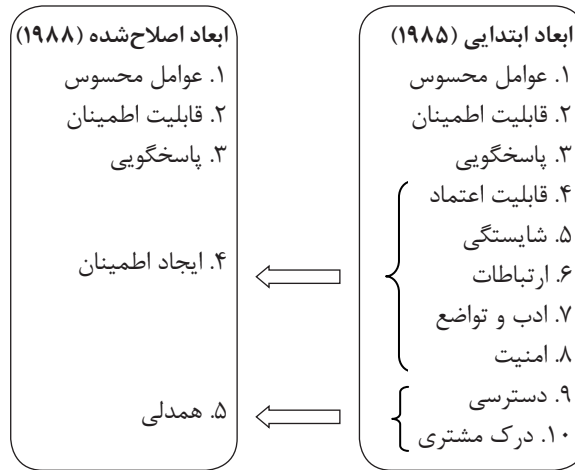 ابعاد ابتدایی (۱۹۸۵)
۱. عوامل محسوس
۲. قابلیت اطمینان
۳. پاسخگویی
۴. قابلیت اعتماد
۵. شایستگی
۶. ارتباطات
۷. ادب و تواضع
۸. امنیت
۹. دسترسی
۱۰. درک مشتری
ابعاد اصلاح‌شده (۱۹۸۸)
۱. عوامل محسوس
۲. قابلیت اطمینان
۳. پاسخگویی
۴. ایجاد اطمینان
۵. همدلی